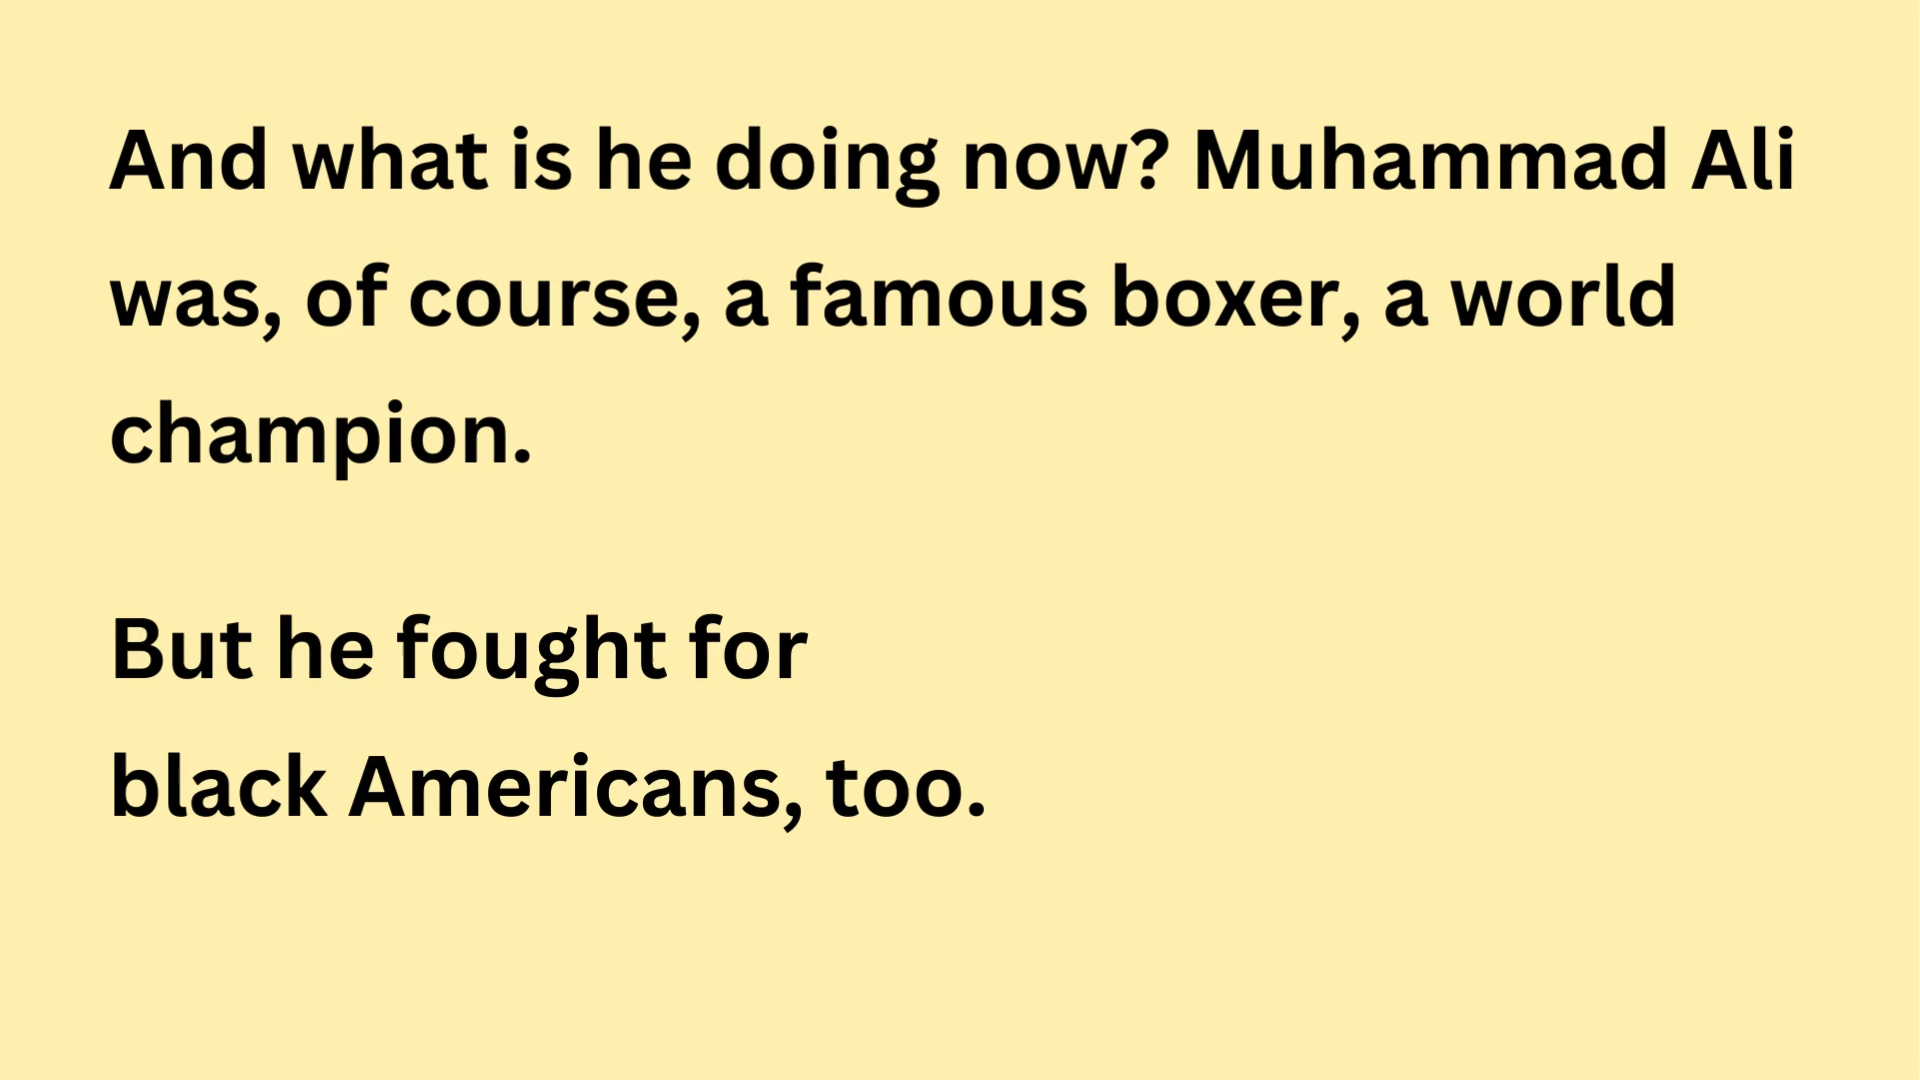 And what is he doing now? Muhammad Ali
was, of course, a famous boxer, a world
champion.
But he fought for
black Americans, too.